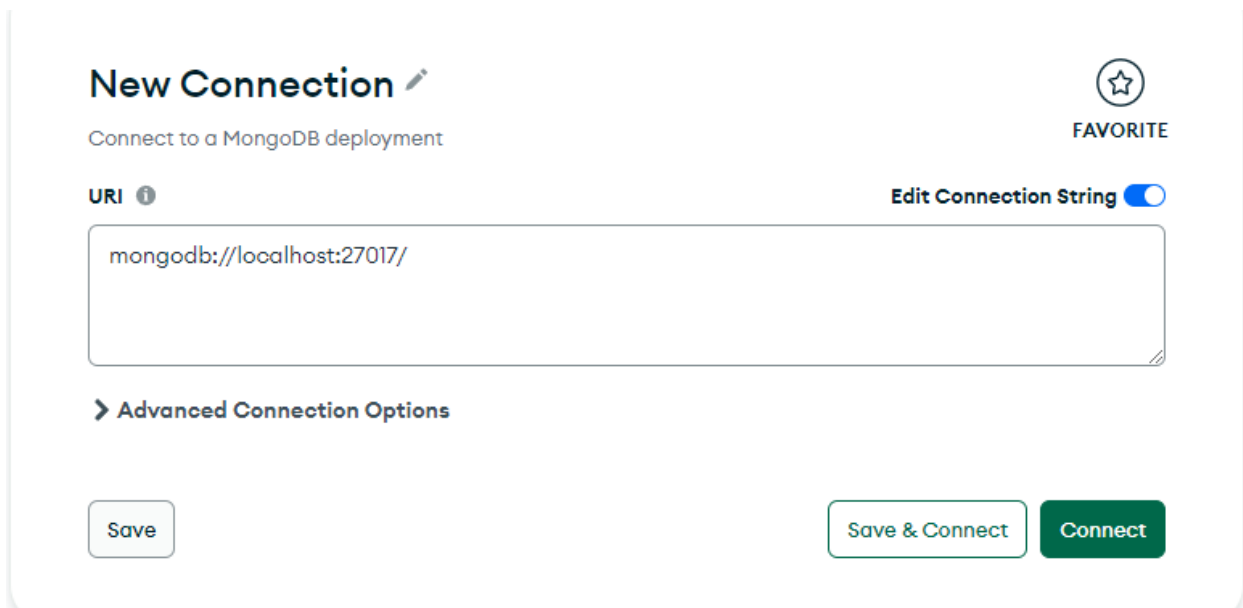 New Connection
FAVORITE
Connect to a MongoDB deployment
URI
Edit Connection String
mongodb://localhost:27017/
Advanced Connection Options
Save
Save & Connect
Connect